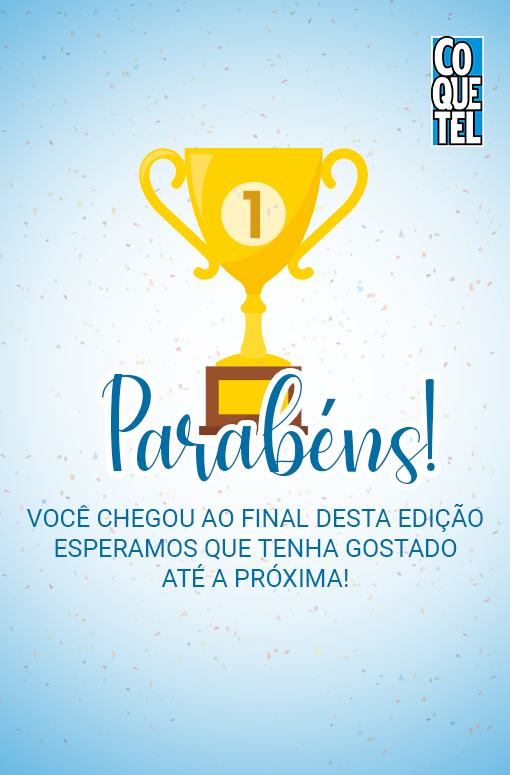 CO
QUE
TEL
1
Parabéns!
VOCÊ CHEGOU AO FINAL DESTA EDIÇÃO
ESPERAMOS QUE TENHA GOSTADO
ATÉ A PRÓXIMA!